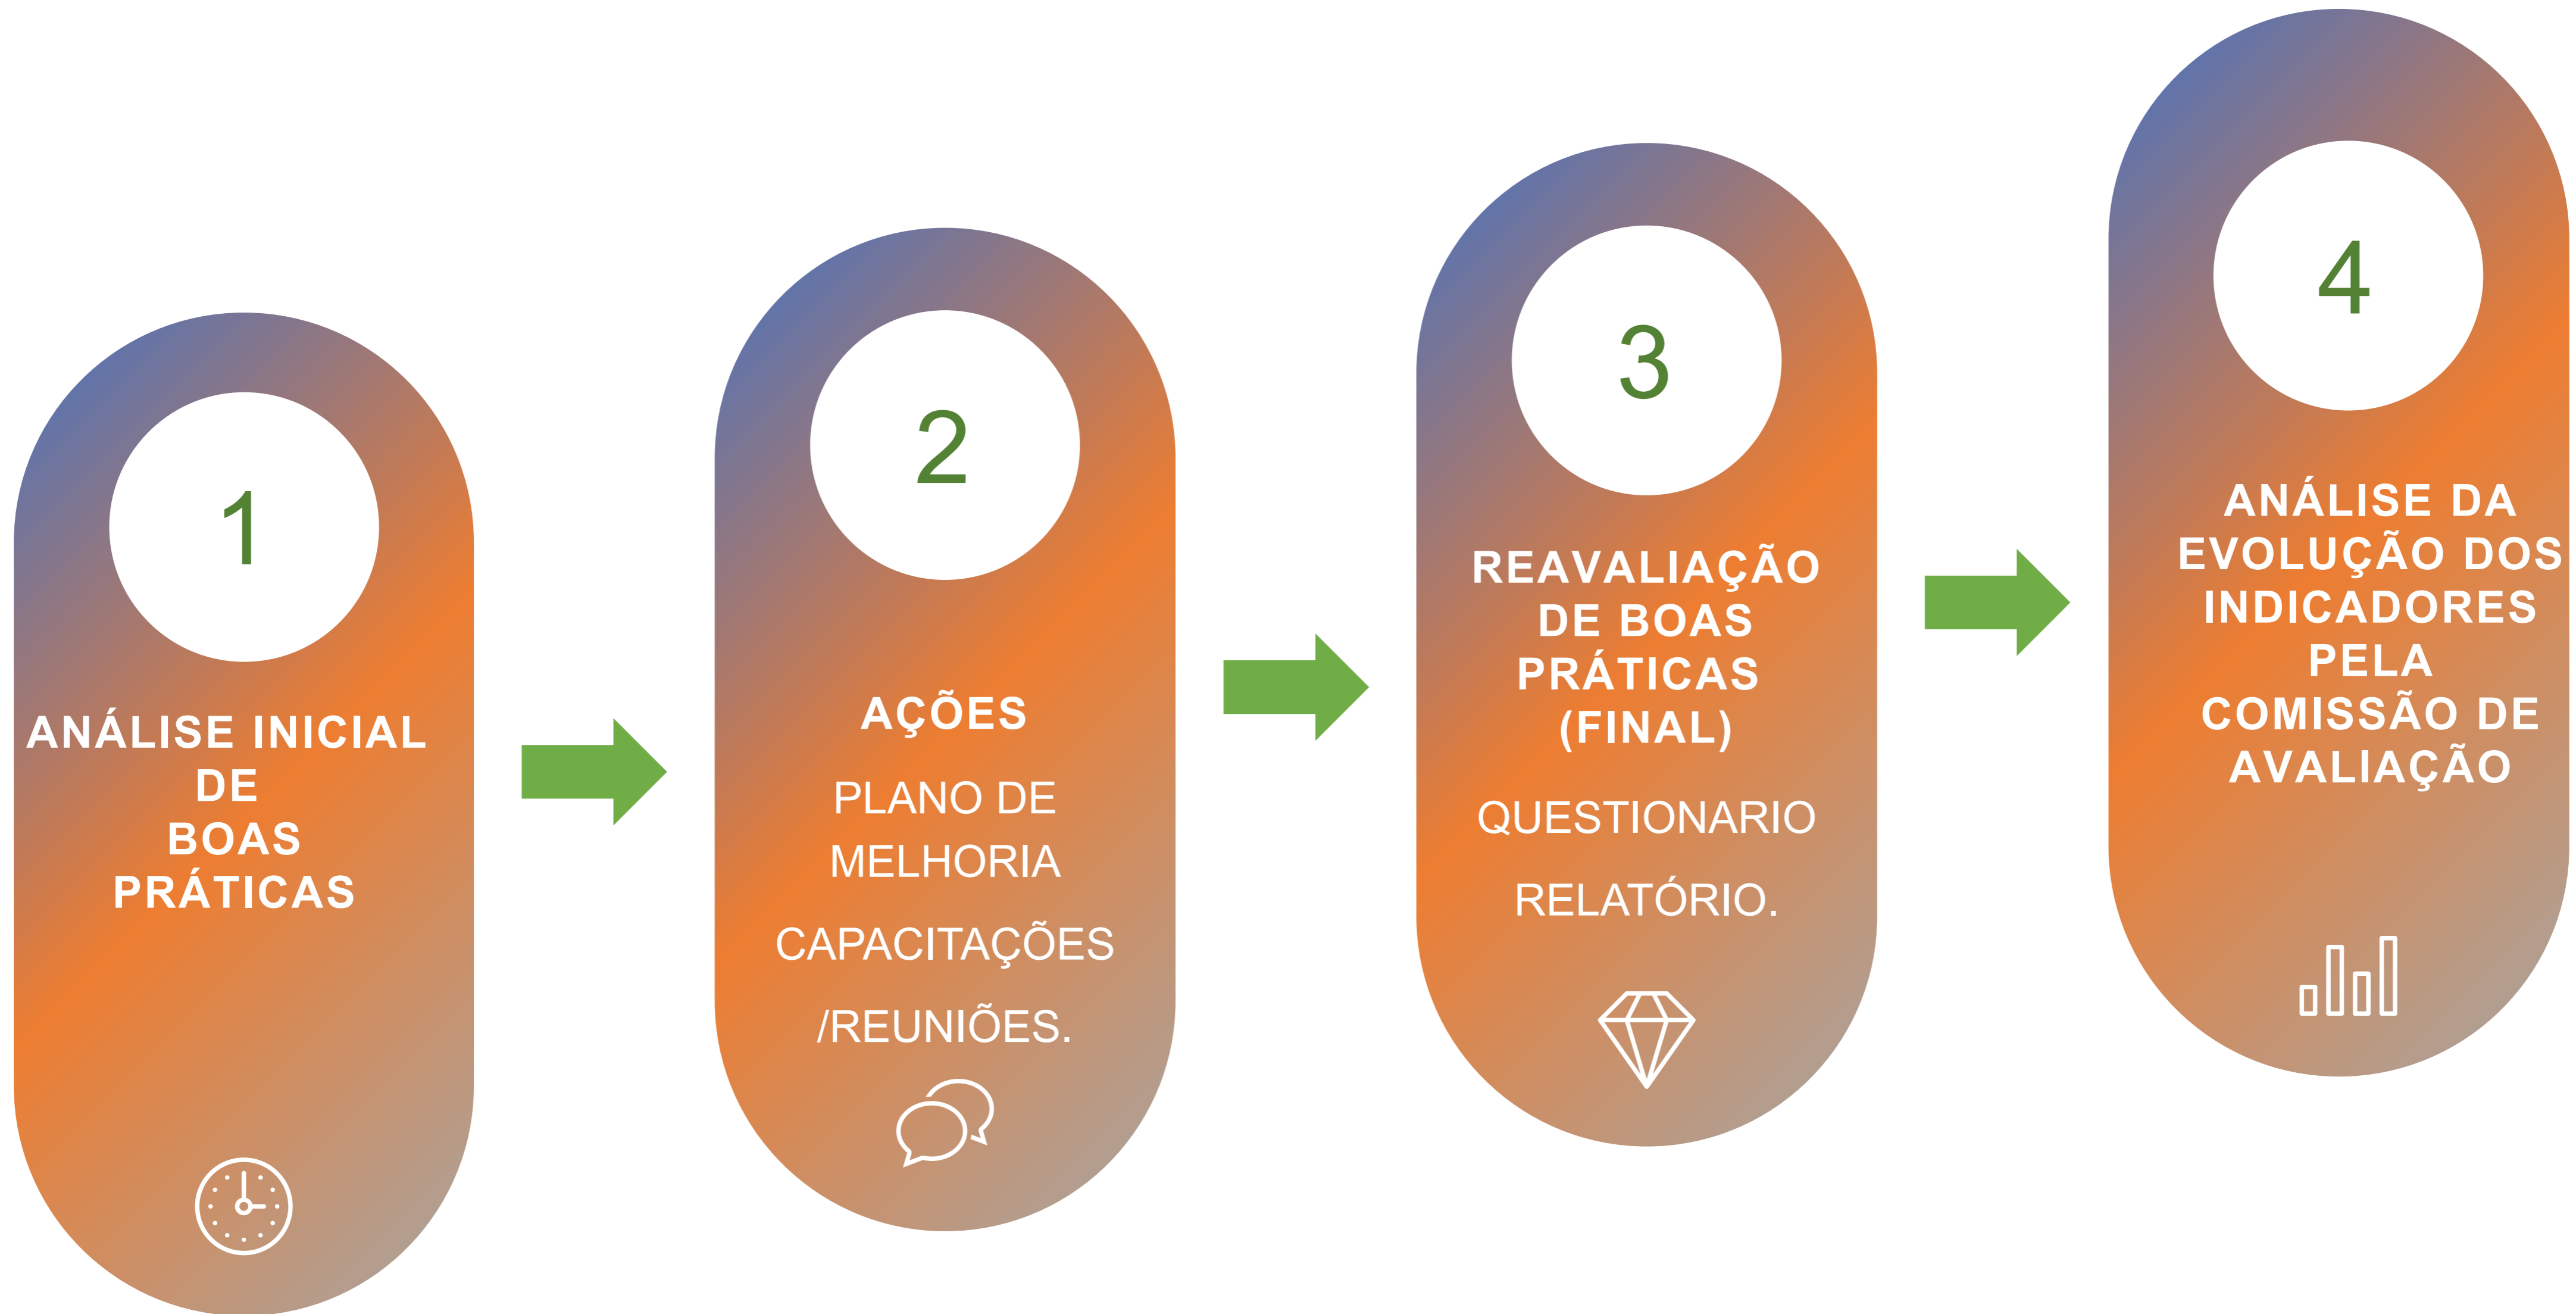 1
ANÁLISE INICIAL
DE
BOAS
PRÁTICAS
2
AÇÕES
PLANO DE
MELHORIA
CAPACITAÇÕES
/REUNIÕES.
3
REAVALIAÇÃO
DE BOAS
PRÁTICAS
(FINAL)
QUESTIONARIO
RELATÓRIO.
4
ANÁLISE DA
EVOLUÇÃO DOS
INDICADORES
PELA
COMISSÃO DE
AVALIAÇÃO